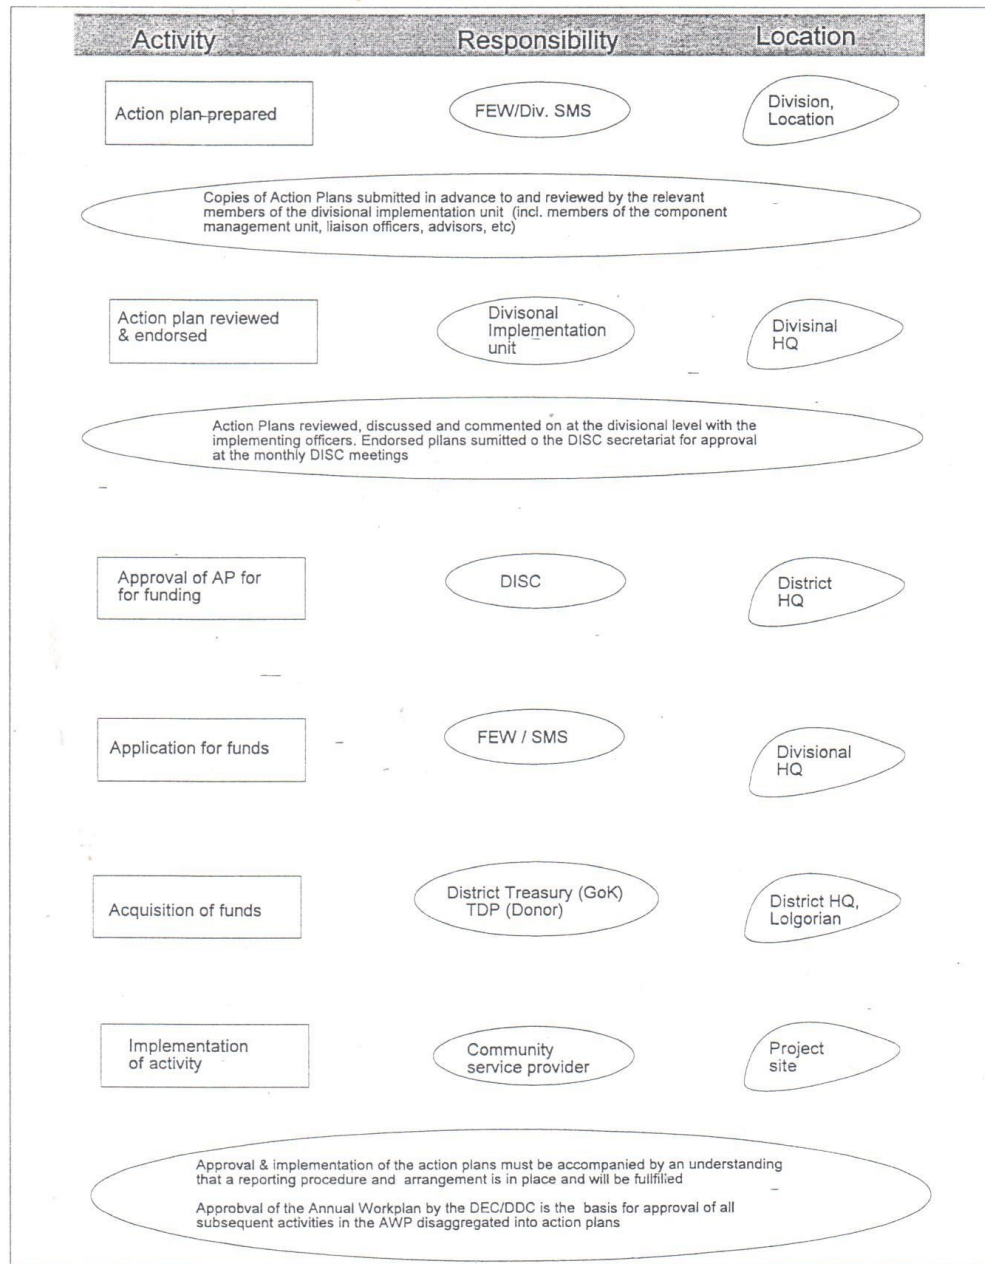 Activity Responsibility Location
Action plan-prepared
FEW/Div. SMS
Division,
Location
Copies of Action Plans submitted in advance to and reviewed by the relevant
members of the divisional implementation unit (incl. members of the component
management unit, liaison officers, advisors, etc)
Action plan reviewed
& endorsed
Divisonal
Implementation
unit
Divisinal
HQ
Action Plans reviewed, discussed and commented on at the divisional level with the
implementing officers. Endorsed pllans sumitted o the DISC secretariat for approval
at the monthly DISC meetings
Approval of AP for
for funding
DISC
District
HQ
Application for funds
FEW / SMS
Divisional
HQ
Acquisition of funds
District Treasury (GoK)
TDP (Donor)
District HQ,
Lolgorian
Implementation
of activity
Community
service provider
Project
site
Approval & implementation of the action plans must be accompanied by an understanding
that a reporting procedure and arrangement is in place and will be fullfilled
Approbval of the Annual Workplan by the DEC/DDC is the basis for approval of all
subsequent activities in the AWP disaggregated into action plans